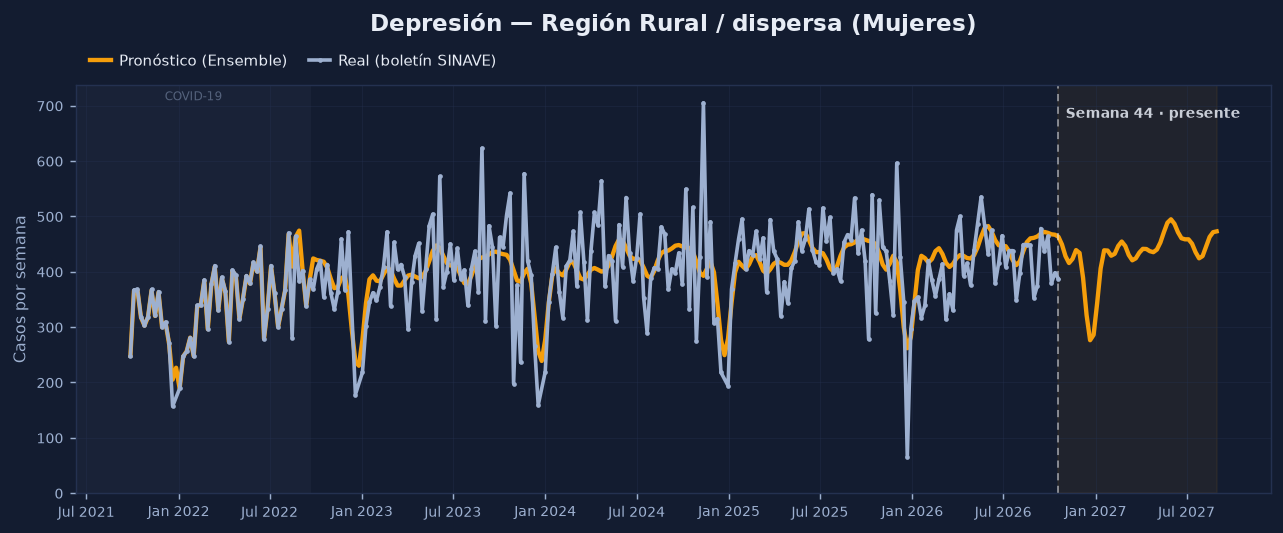 Depresión — Región Rural / dispersa (Mujeres)
Pronóstico (Ensemble)
Real (boletín SINAVE)
COVID-19
Semana 44 · presente
Casos por semana
700
600
500
400
300
200
100
0
Jul 2021
Jan 2022
Jul 2022
Jan 2023
Jul 2023
Jan 2024
Jul 2024
Jan 2025
Jul 2025
Jan 2026
Jul 2026
Jan 2027
Jul 2027